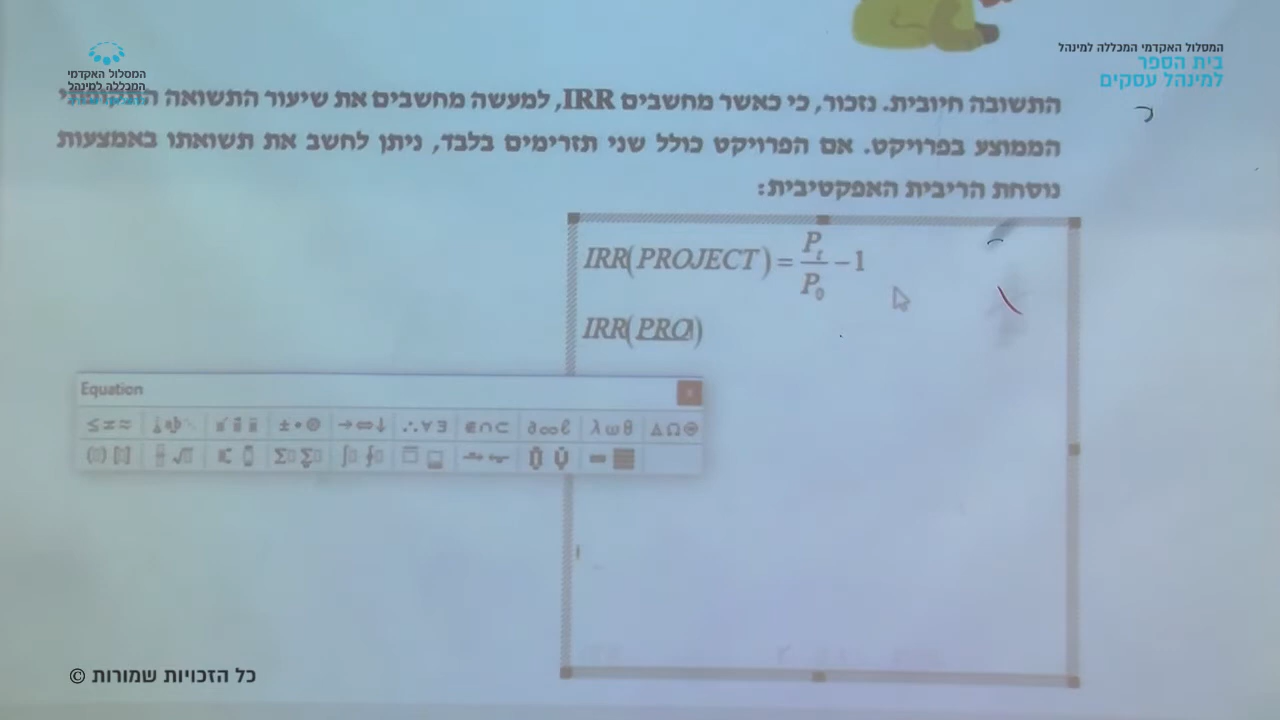 המסלול האקדמי המכללה למינהל
בית הספר
למינהל עסקים
המסלול האקדמי
המכללה למינהל
התשובה חיובית. נזכור, כי כאשר מחשבים IRR, למעשה מחשבים את שיעור התשואה
הממוצע בפרויקט. אם הפרויקט כולל שני תזרימים בלבד, ניתן לחשב את תשואתו באמצעות
נוסחת הריבית האפקטיבית:
IRR(PROJECT) = P_t/P_0 − 1
IRR(PRO)
Equation
≤ ≠ ≈ ± • → ⇔ ↓ ∴ ∀ ∃ ∉ ∩ ⊂ ∂ ∞ ℓ λ ω θ Δ Ω
© כל הזכויות שמורות